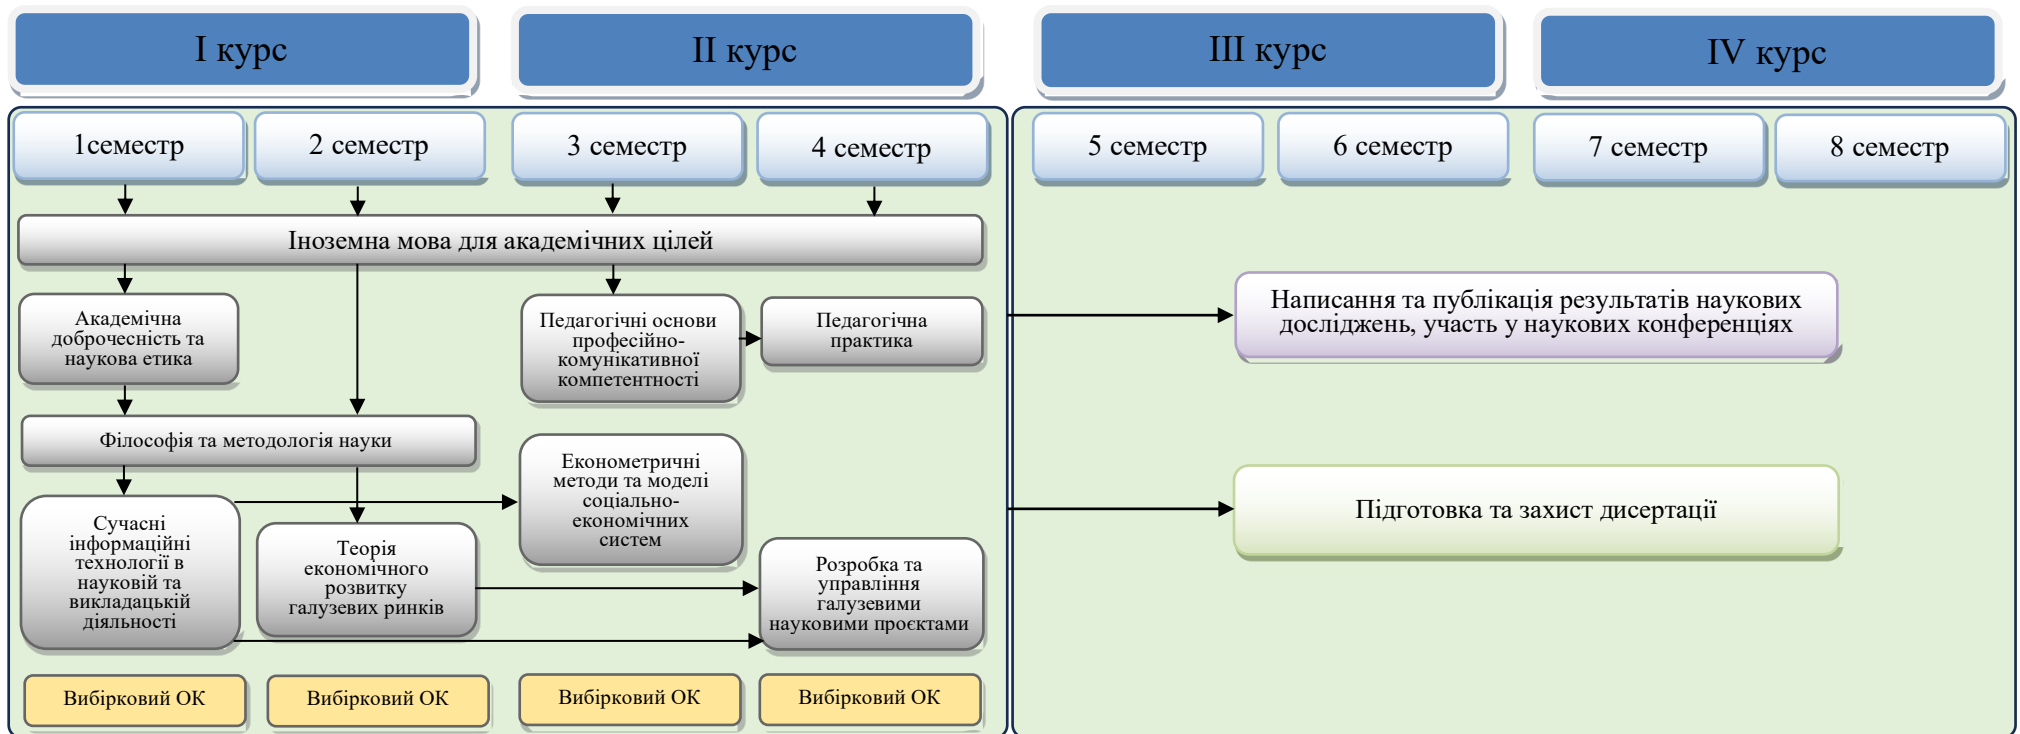 I курс
II курс
III курс
IV курс
1семестр
2 семестр
3 семестр
4 семестр
5 семестр
6 семестр
7 семестр
8 семестр
Іноземна мова для академічних цілей
Академічна
доброчесність та
наукова етика
Педагогічні основи
професійно-
комунікативної
компетентності
Педагогічна
практика
Написання та публікація результатів наукових
досліджень, участь у наукових конференціях
Філософія та методологія науки
Економетричні
методи та моделі
соціально-
економічних
систем
Сучасні
інформаційні
технології в
науковій та
викладацькій
діяльності
Теорія
економічного
розвитку
галузевих ринків
Розробка та
управління
галузевими
науковими проєктами
Підготовка та захист дисертації
Вибірковий ОК
Вибірковий ОК
Вибірковий ОК
Вибірковий ОК